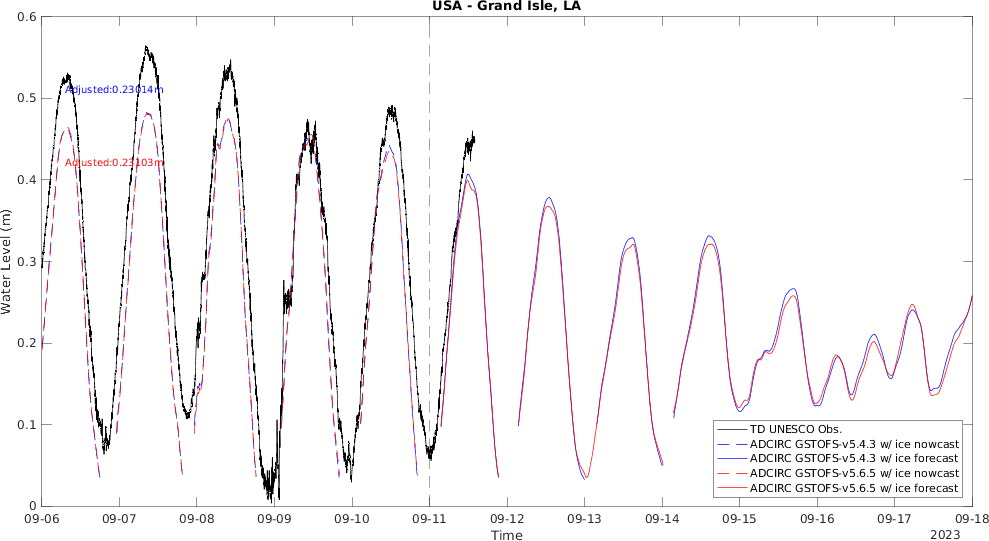 USA - Grand Isle, LA
0.6
0.5
0.4
0.3
0.2
0.1
0
Water Level (m)
Adjusted:0.23014m
Adjusted:0.23103m
TD UNESCO Obs.
ADCIRC GSTOFS-v5.4.3 w/ ice nowcast
ADCIRC GSTOFS-v5.4.3 w/ ice forecast
ADCIRC GSTOFS-v5.6.5 w/ ice nowcast
ADCIRC GSTOFS-v5.6.5 w/ ice forecast
09-06 09-07 09-08 09-09 09-10 09-11 09-12 09-13 09-14 09-15 09-16 09-17 09-18
Time
2023